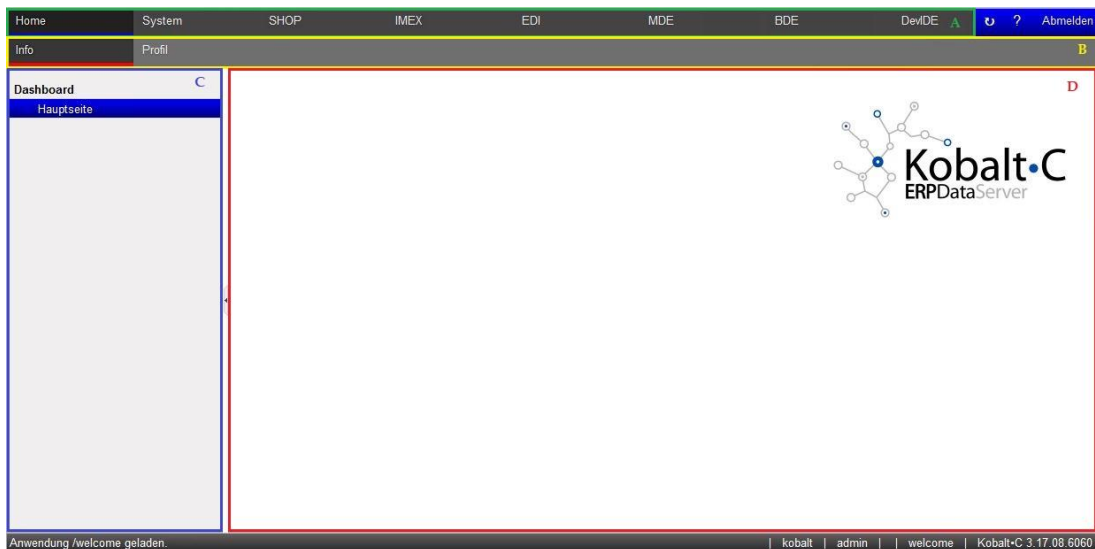 Home System SHOP IMEX EDI MDE BDE DevIDE A ? Abmelden
Info Profil B
Dashboard C
Hauptseite
D
Kobalt•C
ERPDataServer
Anwendung /welcome geladen. | kobalt | admin | | welcome | Kobalt•C 3.17.08.6060